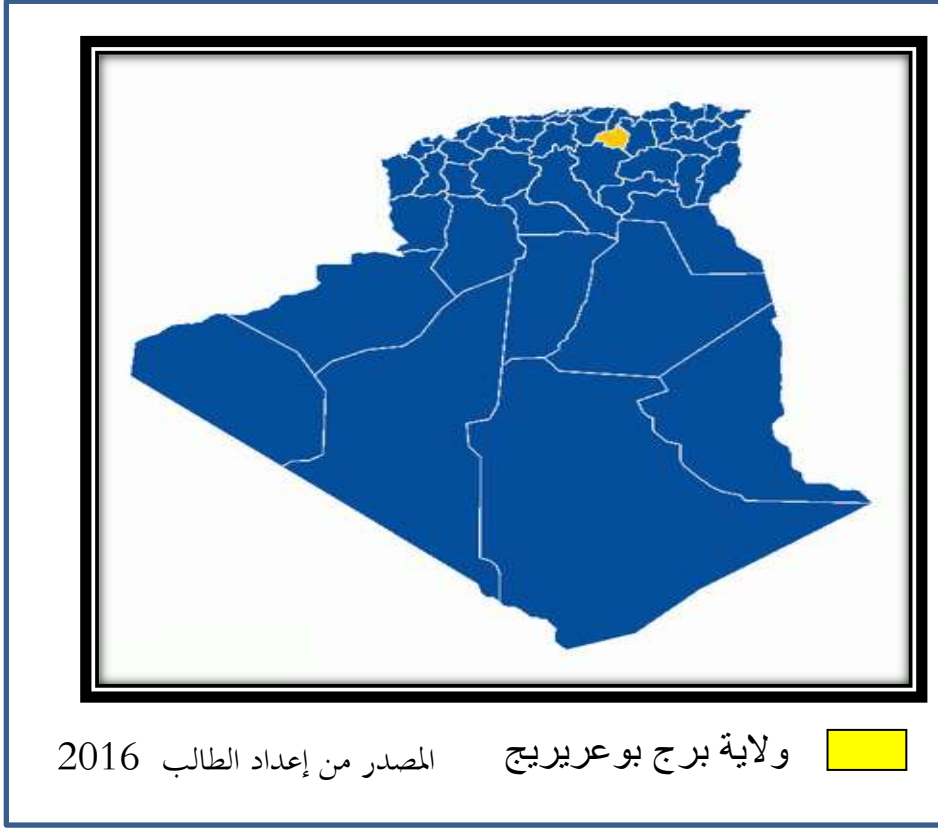 ولاية برج بوعريريج
المصدر من إعداد الطالب 2016